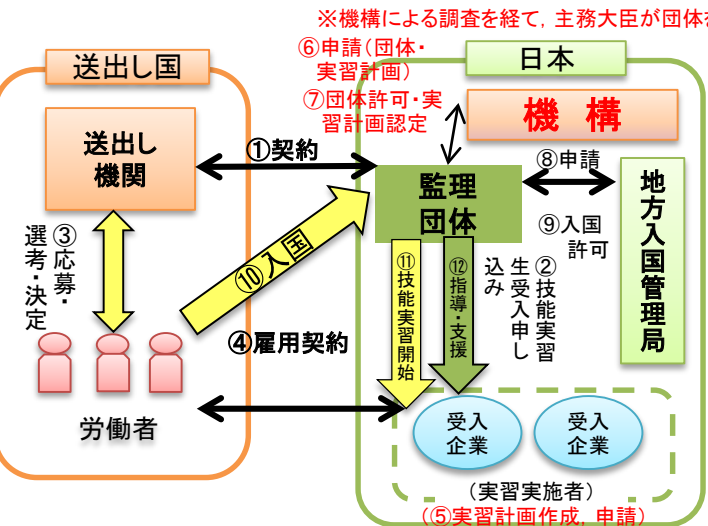 ※機構による調査を経て, 主務大臣が団体を
送出し国
日本
⑥申請(団体・
実習計画)
⑦団体許可・実
習計画認定
機 構
送出し
機関
①契約
監理
団体
⑧申請
⑨入国
許可
地方入国管理局
③応募・
選考・決定
⑩入国
④雇用契約
⑪技能実習開始
⑫指導・支援
②技能実習
生受入申し
込み
労働者
受入
企業
受入
企業
(実習実施者)
(⑤実習計画作成, 申請)